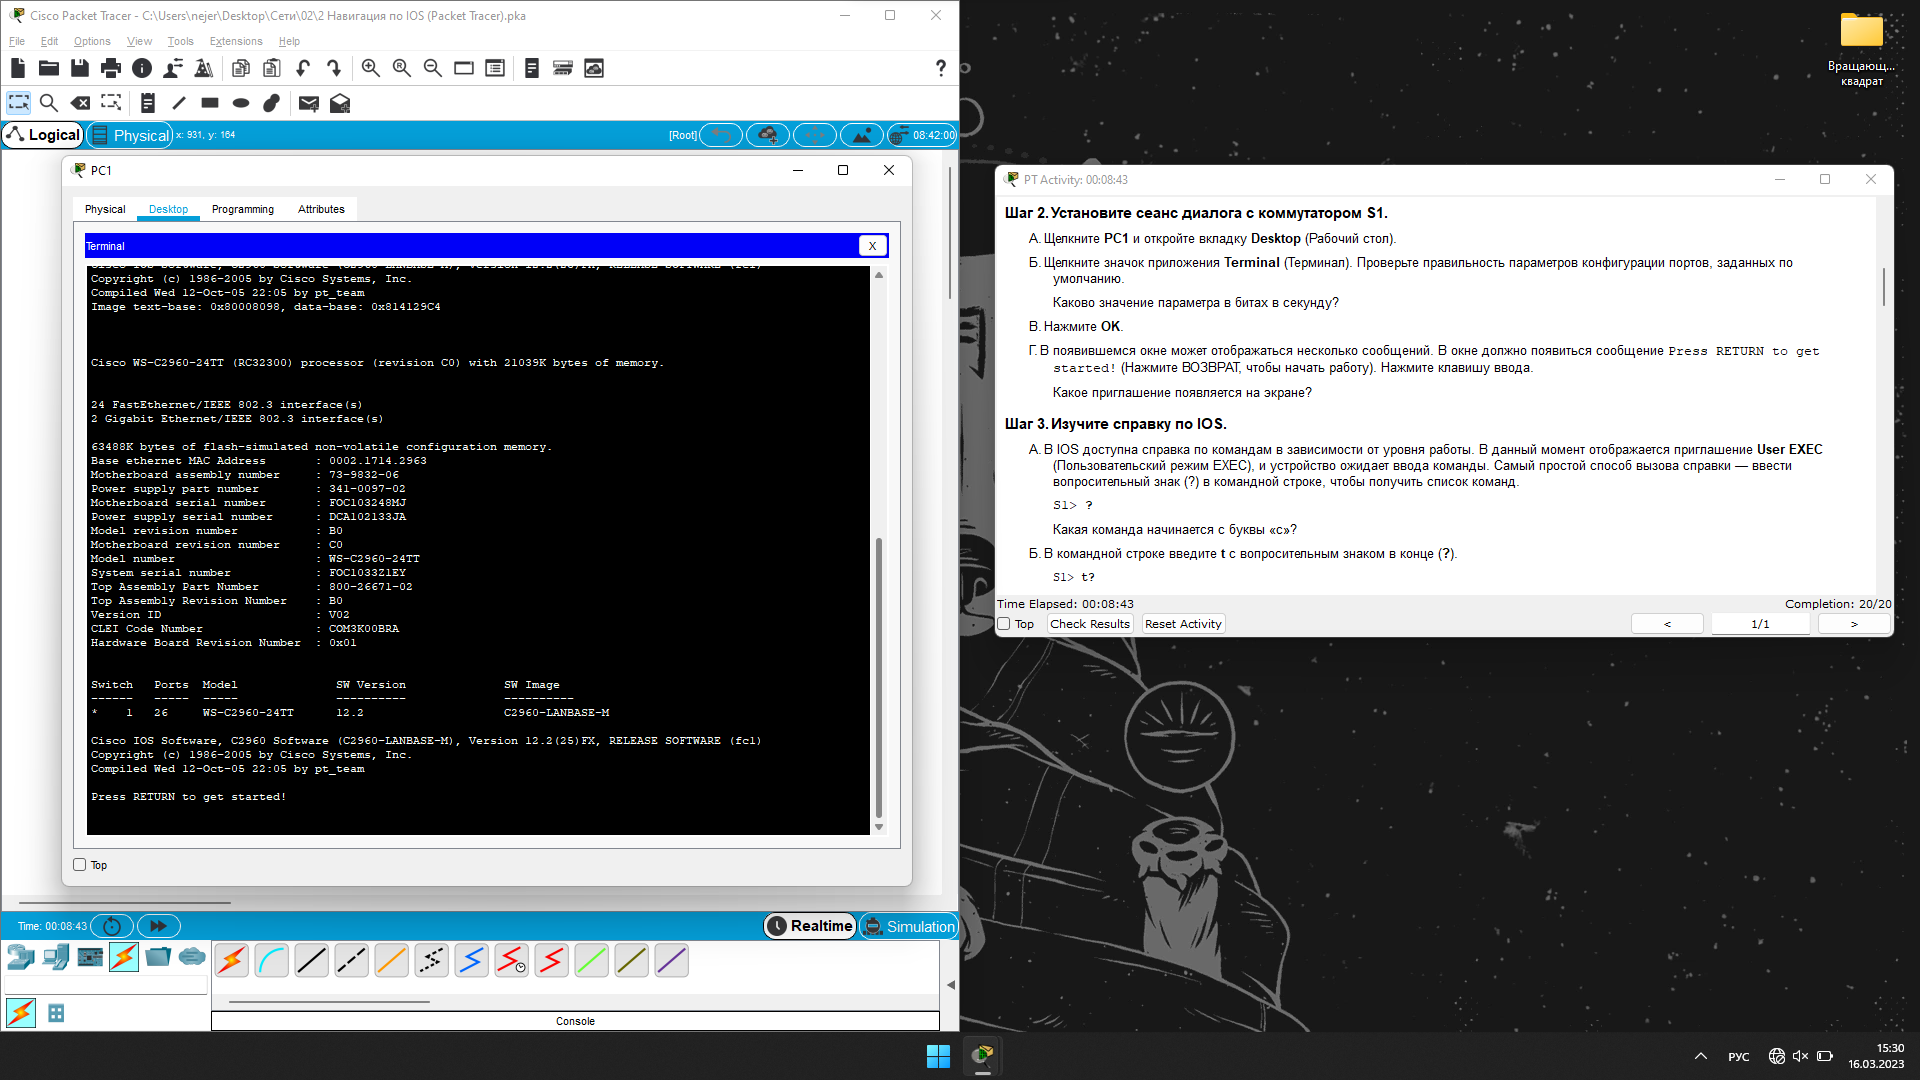 Cisco Packet Tracer - C:\Users\nejer\Desktop\Сети\02\2 Навигация по IOS (Packet Tracer).pka
File Edit Options View Tools Extensions Help
Logical Physical x: 931, y: 164 [Root] 08:42:00
PC1
Physical Desktop Programming Attributes
Terminal X
Cisco IOS Software, C2960 Software (C2960-LANBASE-M), Version 12.2(25)FX, RELEASE SOFTWARE (fc1)
Copyright (c) 1986-2005 by Cisco Systems, Inc.
Compiled Wed 12-Oct-05 22:05 by pt_team
Image text-base: 0x80008098, data-base: 0x814129C4
Cisco WS-C2960-24TT (RC32300) processor (revision C0) with 21039K bytes of memory.
24 FastEthernet/IEEE 802.3 interface(s)
2 Gigabit Ethernet/IEEE 802.3 interface(s)
63488K bytes of flash-simulated non-volatile configuration memory.
Base ethernet MAC Address : 0002.1714.2963
Motherboard assembly number : 73-9832-06
Power supply part number : 341-0097-02
Motherboard serial number : FOC103248MJ
Power supply serial number : DCA102133JA
Model revision number : B0
Motherboard revision number : C0
Model number : WS-C2960-24TT
System serial number : FOC1033Z1EY
Top Assembly Part Number : 800-26671-02
Top Assembly Revision Number : B0
Version ID : V02
CLEI Code Number : COM3K00BRA
Hardware Board Revision Number : 0x01
Switch Ports Model SW Version SW Image
------ ----- ----- ---------- ----------
* 1 26 WS-C2960-24TT 12.2 C2960-LANBASE-M
Cisco IOS Software, C2960 Software (C2960-LANBASE-M), Version 12.2(25)FX, RELEASE SOFTWARE (fc1)
Copyright (c) 1986-2005 by Cisco Systems, Inc.
Compiled Wed 12-Oct-05 22:05 by pt_team
Press RETURN to get started!
Top
Time: 00:08:43 Realtime Simulation
Console
Вращающ...
квадрат
PT Activity: 00:08:43
Шаг 2. Установите сеанс диалога с коммутатором S1.
А. Щелкните PC1 и откройте вкладку Desktop (Рабочий стол).
Б. Щелкните значок приложения Terminal (Терминал). Проверьте правильность параметров конфигурации портов, заданных по
умолчанию.
Каково значение параметра в битах в секунду?
В. Нажмите OK.
Г. В появившемся окне может отображаться несколько сообщений. В окне должно появиться сообщение Press RETURN to get
started! (Нажмите ВОЗВРАТ, чтобы начать работу). Нажмите клавишу ввода.
Какое приглашение появляется на экране?
Шаг 3. Изучите справку по IOS.
А. В IOS доступна справка по командам в зависимости от уровня работы. В данный момент отображается приглашение User EXEC
(Пользовательский режим EXEC), и устройство ожидает ввода команды. Самый простой способ вызова справки — ввести
вопросительный знак (?) в командной строке, чтобы получить список команд.
S1> ?
Какая команда начинается с буквы «с»?
Б. В командной строке введите t с вопросительным знаком в конце (?).
S1> t?
Time Elapsed: 00:08:43 Completion: 20/20
Top Check Results Reset Activity < 1/1 >
РУС
15:30
16.03.2023